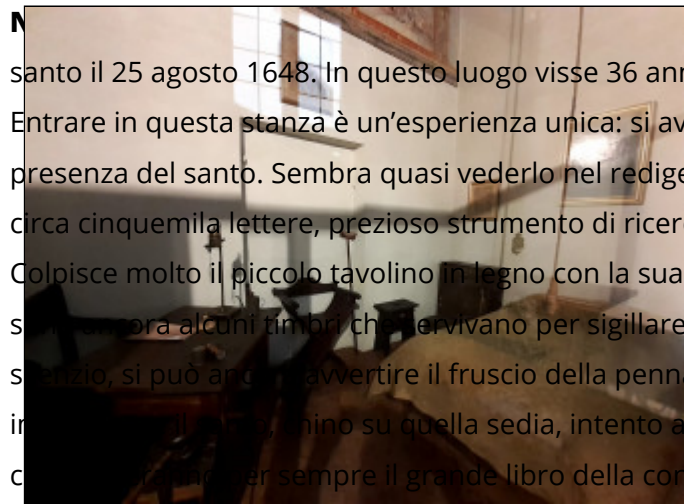 N
santo il 25 agosto 1648. In questo luogo visse 36 ann
Entrare in questa stanza è un’esperienza unica: si av
presenza del santo. Sembra quasi vederlo nel redige
circa cinquemila lettere, prezioso strumento di ricer
Colpisce molto il piccolo tavolino in legno con la sua
ancora alcuni timbri che servivano per sigillare
silenzio, si può avvertire il fruscio della penna
chino su quella sedia, intento a
per sempre il grande libro della con